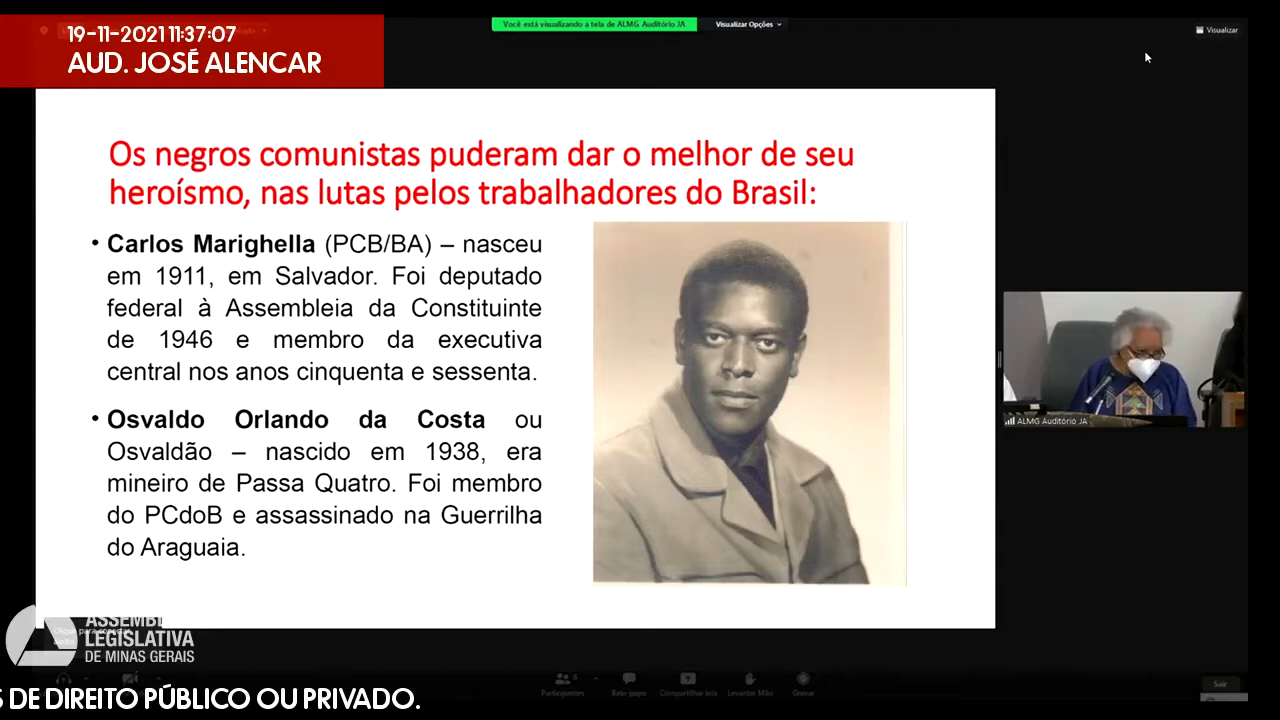 19-11-2021 11:37:07
AUD. JOSÉ ALENCAR
Você está visualizando a tela de ALMG Auditório JA
Visualizar Opções
Visualizar
Os negros comunistas puderam dar o melhor de seu
heroísmo, nas lutas pelos trabalhadores do Brasil:
• Carlos Marighella (PCB/BA) – nasceu
em 1911, em Salvador. Foi deputado
federal à Assembleia da Constituinte
de 1946 e membro da executiva
central nos anos cinquenta e sessenta.
• Osvaldo Orlando da Costa ou
Osvaldão – nascido em 1938, era
mineiro de Passa Quatro. Foi membro
do PCdoB e assassinado na Guerrilha
do Araguaia.
ALMG Auditório JA
ASSEMBL
LEGISLATIVA
DE MINAS GERAIS
Participantes
6
Bate-papo
Compartilhar tela
Levantar Mão
Gravar
Sair
S DE DIREITO PÚBLICO OU PRIVADO.